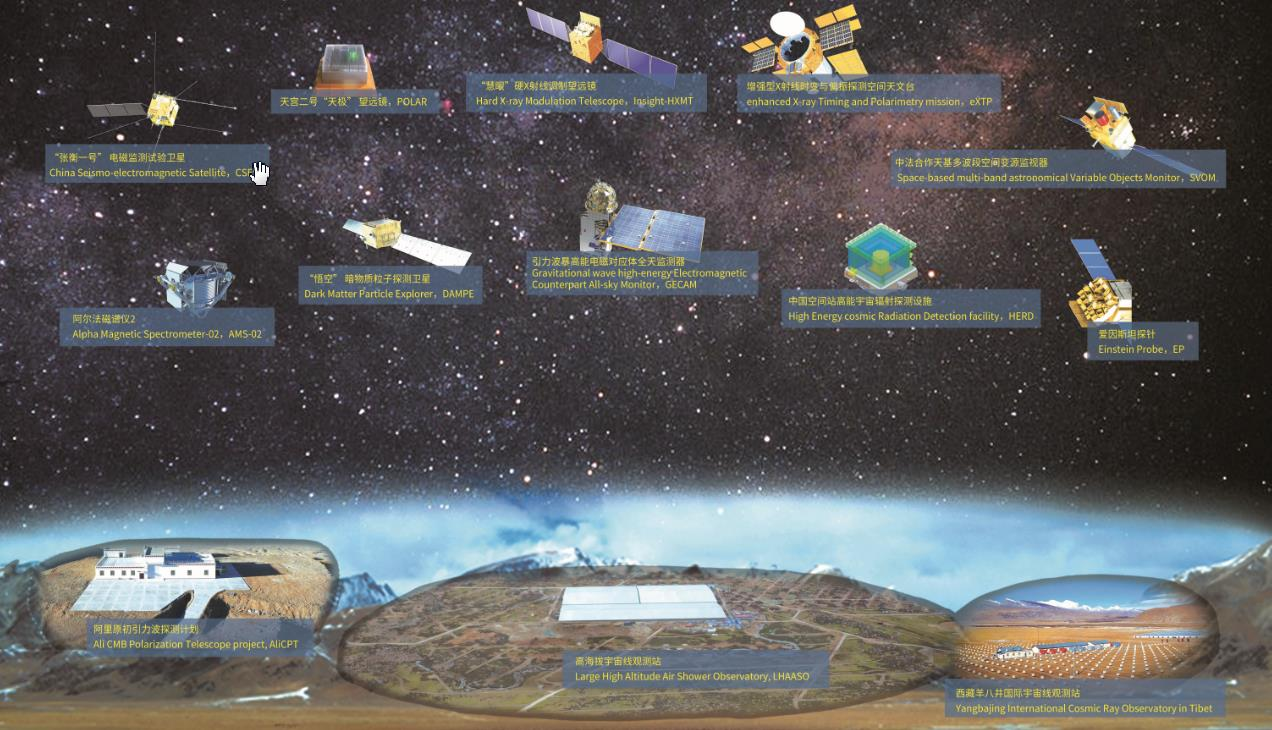 天宫二号“天极”望远镜，POLAR
“慧眼”硬X射线调制望远镜
Hard X-ray Modulation Telescope，Insight-HXMT
增强型X射线时变与偏振探测空间天文台
enhanced X-ray Timing and Polarimetry mission，eXTP
“张衡一号” 电磁监测试验卫星
China Seismo-electromagnetic Satellite，
中法合作天基多波段空间变源监视器
Space-based multi-band astronomical Variable Objects Monitor，SVOM
“悟空” 暗物质粒子探测卫星
Dark Matter Particle Explorer，DAMPE
引力波暴高能电磁对应体全天监测器
Gravitational wave high-energy Electromagnetic
Counterpart All-sky Monitor，GECAM
中国空间站高能宇宙辐射探测设施
High Energy cosmic Radiation Detection facility，HERD
阿尔法磁谱仪2
Alpha Magnetic Spectrometer-02，AMS-02
爱因斯坦探针
Einstein Probe，EP
阿里原初引力波探测计划
Ali CMB Polarization Telescope project, AliCPT
高海拔宇宙线观测站
Large High Altitude Air Shower Observatory, LHAASO
西藏羊八井国际宇宙线观测站
Yangbajing International Cosmic Ray Observatory in Tibet